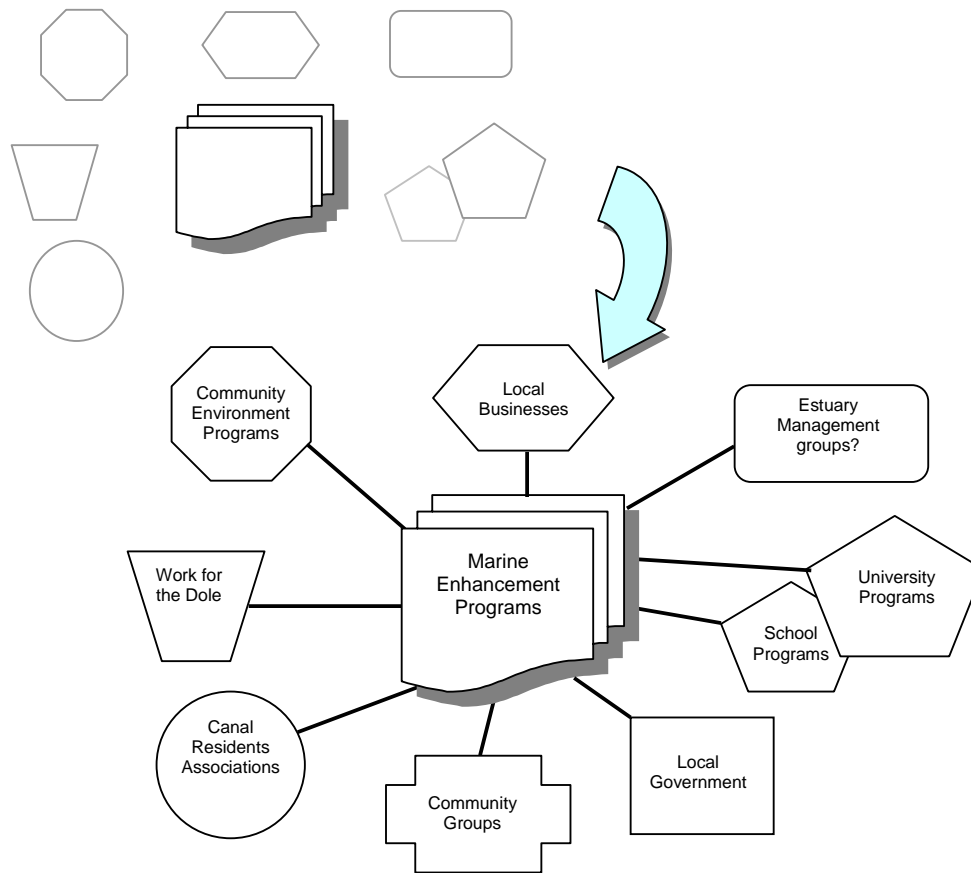 Community
Environment
Programs
Local
Businesses
Estuary
Management
groups?
Marine
Enhancement
Programs
University
Programs
Work for
the Dole
School
Programs
Canal
Residents
Associations
Community
Groups
Local
Government